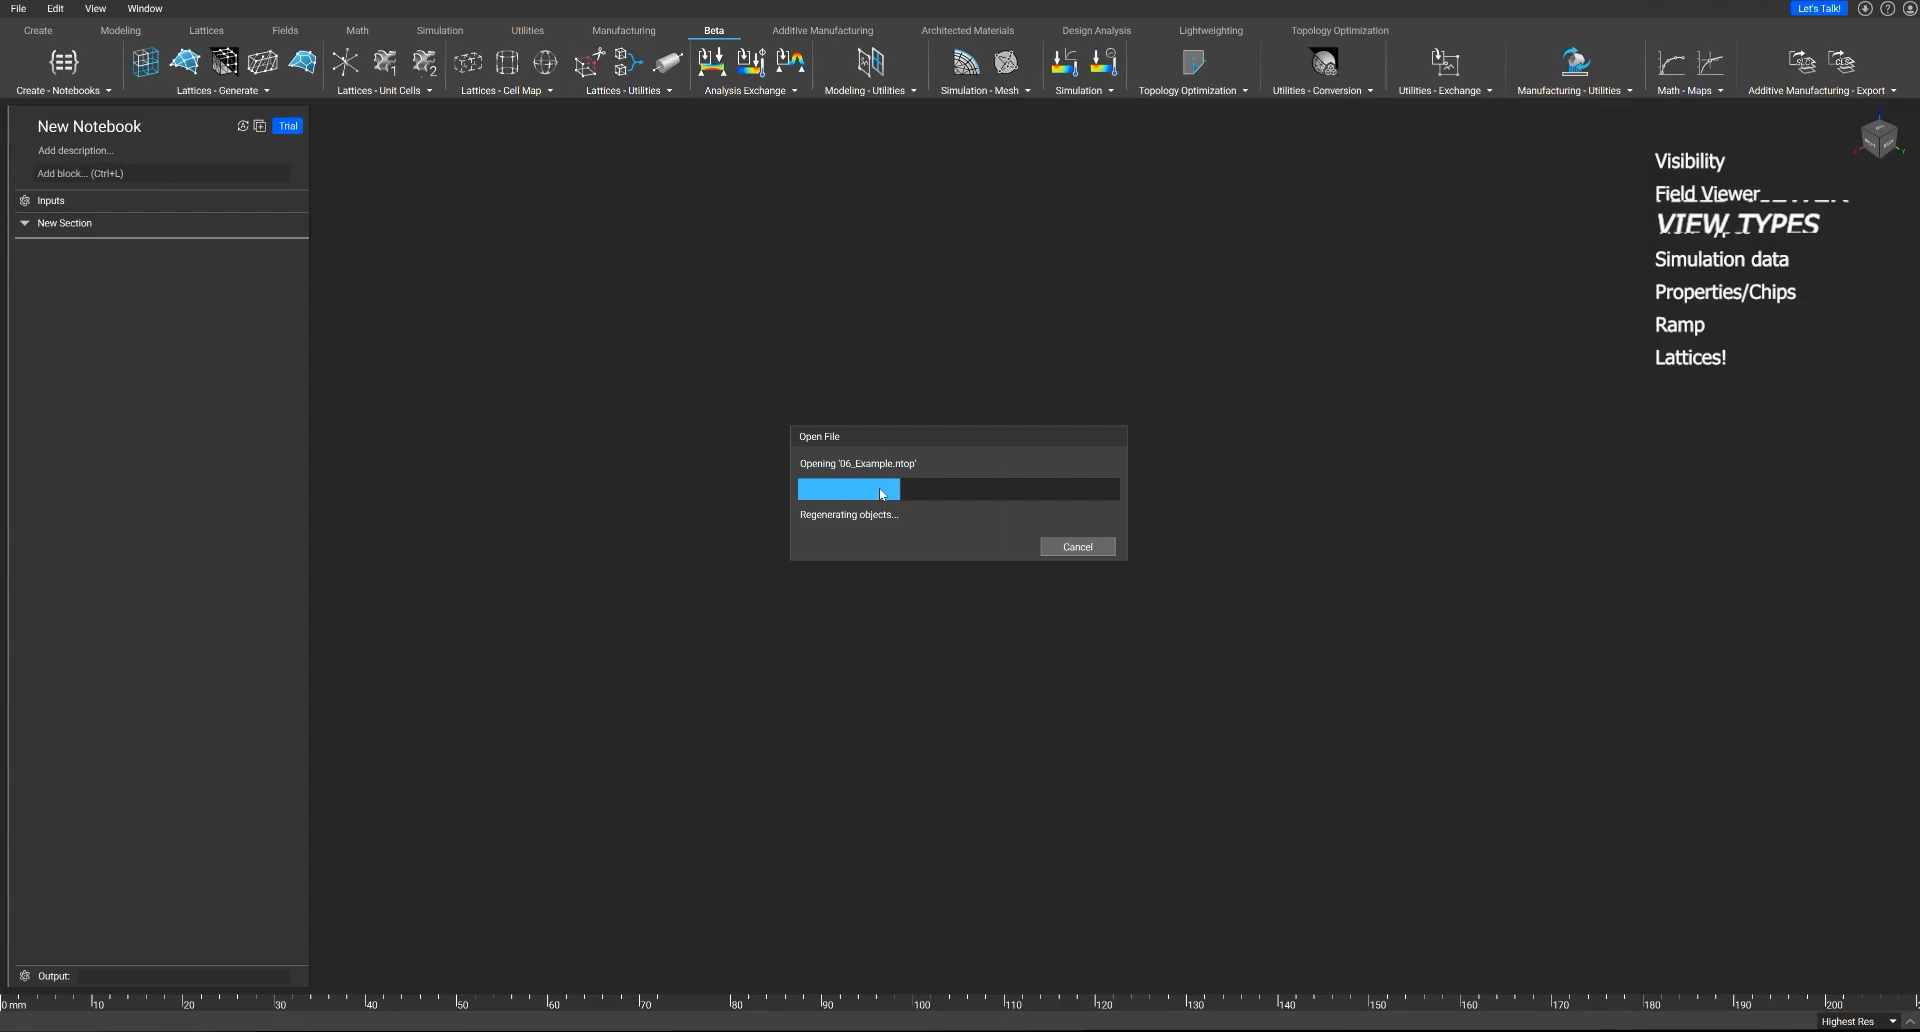 File Edit View Window Let's Talk!
Create Modeling Lattices Fields Math Simulation Utilities Manufacturing Beta Additive Manufacturing Architected Materials Design Analysis Lightweighting Topology Optimization
Create - Notebooks Lattices - Generate Lattices - Unit Cells Lattices - Cell Map Lattices - Utilities Analysis Exchange Modeling - Utilities Simulation - Mesh Simulation Topology Optimization Utilities - Conversion Utilities - Exchange Manufacturing - Utilities Math - Maps Additive Manufacturing - Export
New Notebook Trial
Add description...
Add block... (Ctrl+L)
Inputs
New Section
Visibility
Field Viewer
VIEW TYPES
Simulation data
Properties/Chips
Ramp
Lattices!
Open File
Opening '06_Example.ntop'
Regenerating objects...
Cancel
Output:
0 mm 10 20 30 40 50 60 70 80 90 100 110 120 130 140 150 160 170 180 190 200
Highest Res